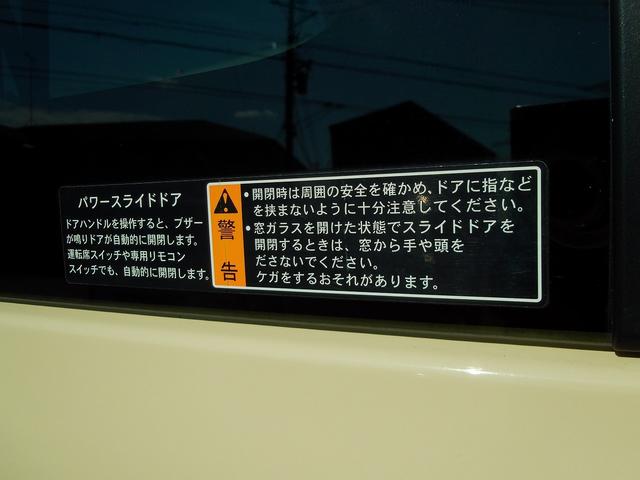 パワースライドドア
ドアハンドルを操作すると、ブザー
が鳴りドアが自動的に開閉します。
運転席スイッチや専用リモコン
スイッチでも、自動的に開閉します。
警告
•開閉時は周囲の安全を確かめ、ドアに指など
を挟まないように十分注意してください。
•窓ガラスを開けた状態でスライドドアを
開閉するときは、窓から手や頭を
ださないでください。
ケガをするおそれがあります。